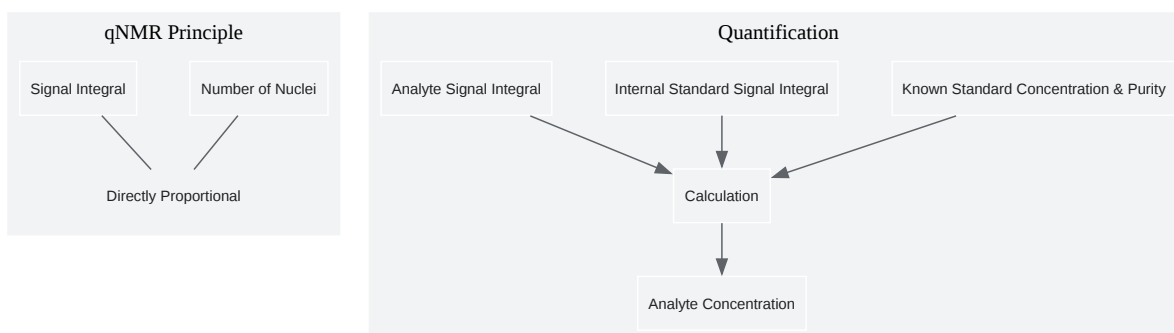 qNMR Principle
Signal Integral
Number of Nuclei
Directly Proportional
Quantification
Analyte Signal Integral
Internal Standard Signal Integral
Known Standard Concentration & Purity
Calculation
Analyte Concentration